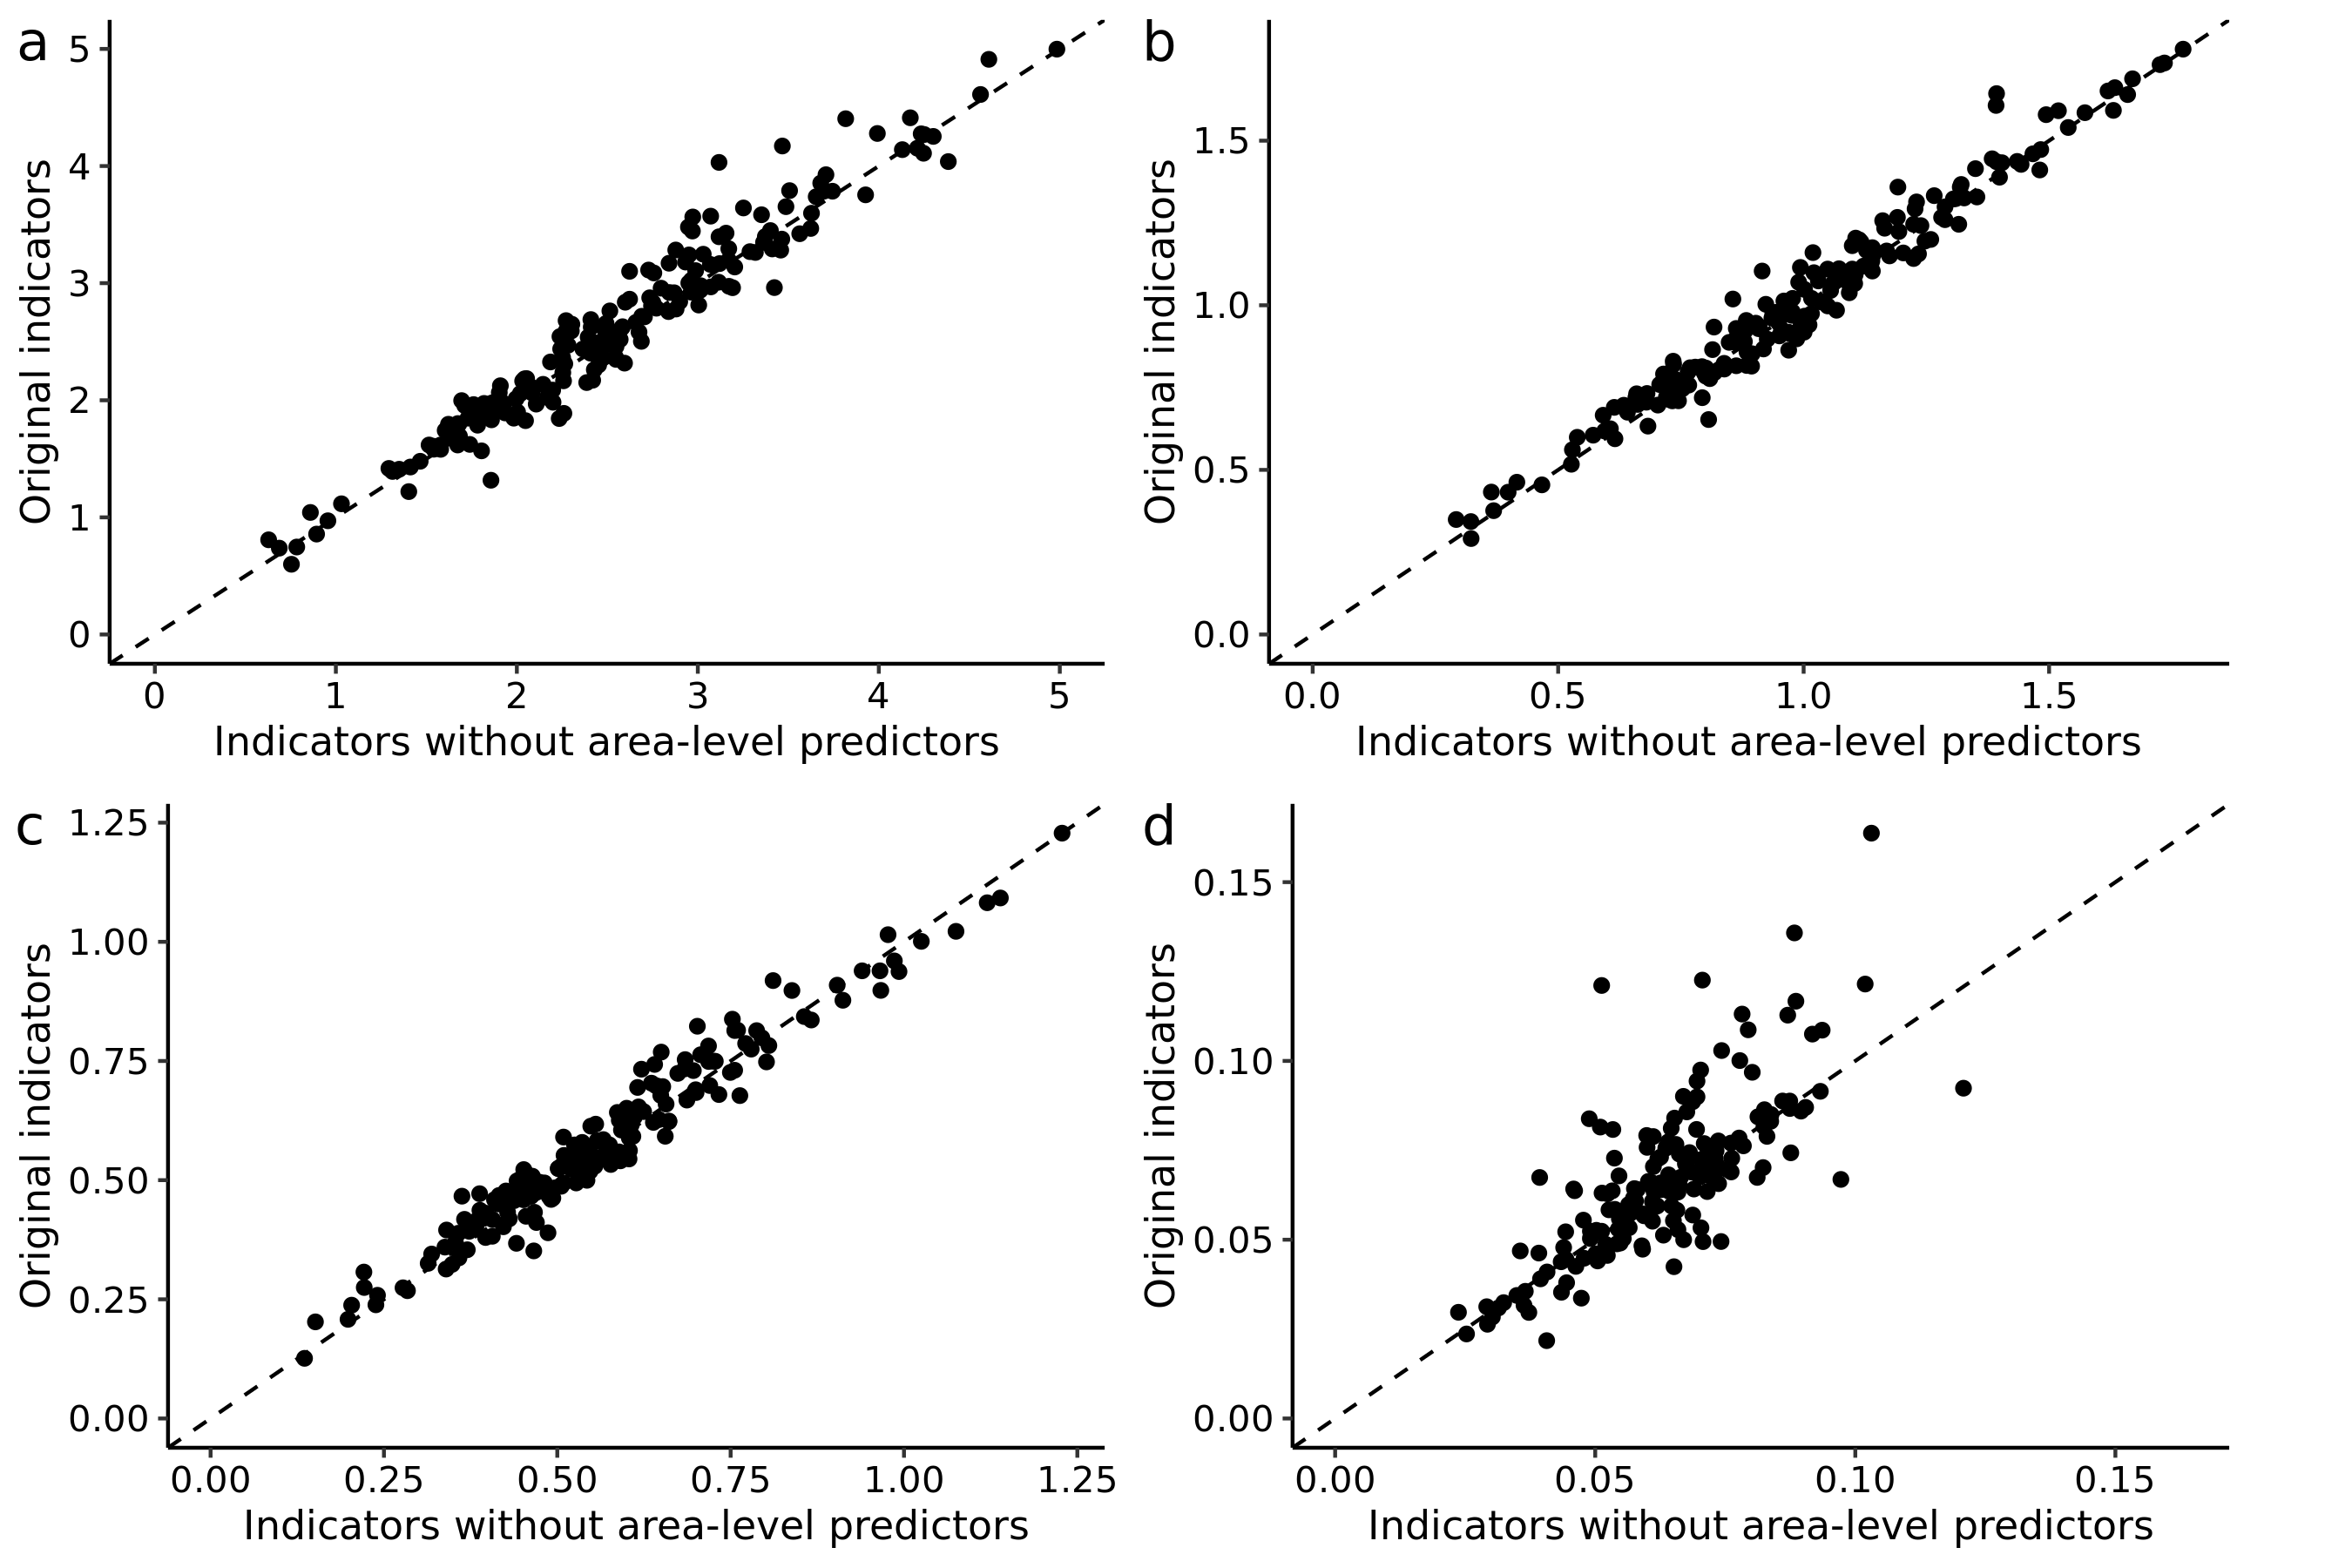 a
5
4
3
2
1
0
Original indicators
0 1 2 3 4 5
Indicators without area-level predictors
b
1.5
1.0
0.5
0.0
Original indicators
0.0 0.5 1.0 1.5
Indicators without area-level predictors
c
1.25
1.00
0.75
0.50
0.25
0.00
Original indicators
0.00 0.25 0.50 0.75 1.00 1.25
Indicators without area-level predictors
d
0.15
0.10
0.05
0.00
Original indicators
0.00 0.05 0.10 0.15
Indicators without area-level predictors